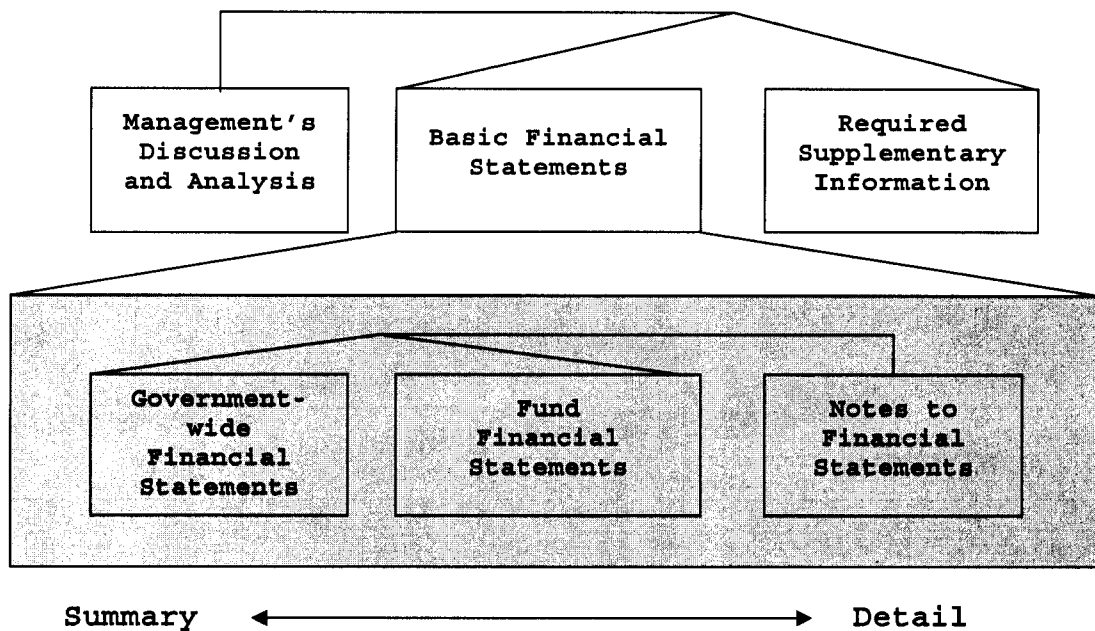 Management's
Discussion
and Analysis
Basic Financial
Statements
Required
Supplementary
Information
Government-
wide
Financial
Statements
Fund
Financial
Statements
Notes to
Financial
Statements
Summary
Detail